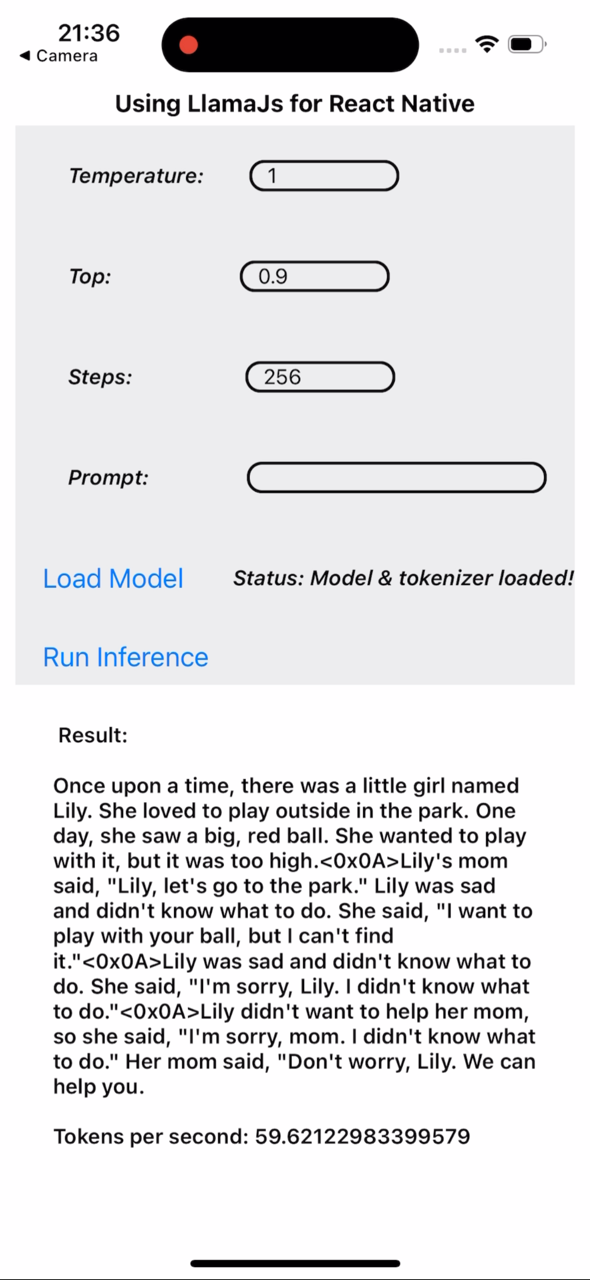 21:36
◀ Camera
Using LlamaJs for React Native
Temperature: 1
Top: 0.9
Steps: 256
Prompt:
Load Model Status: Model & tokenizer loaded!
Run Inference
Result:
Once upon a time, there was a little girl named
Lily. She loved to play outside in the park. One
day, she saw a big, red ball. She wanted to play
with it, but it was too high.<0x0A>Lily's mom
said, "Lily, let's go to the park." Lily was sad
and didn't know what to do. She said, "I want to
play with your ball, but I can't find
it."<0x0A>Lily was sad and didn't know what to
do. She said, "I'm sorry, Lily. I didn't know what
to do."<0x0A>Lily didn't want to help her mom,
so she said, "I'm sorry, mom. I didn't know what
to do." Her mom said, "Don't worry, Lily. We can
help you.
Tokens per second: 59.62122983399579